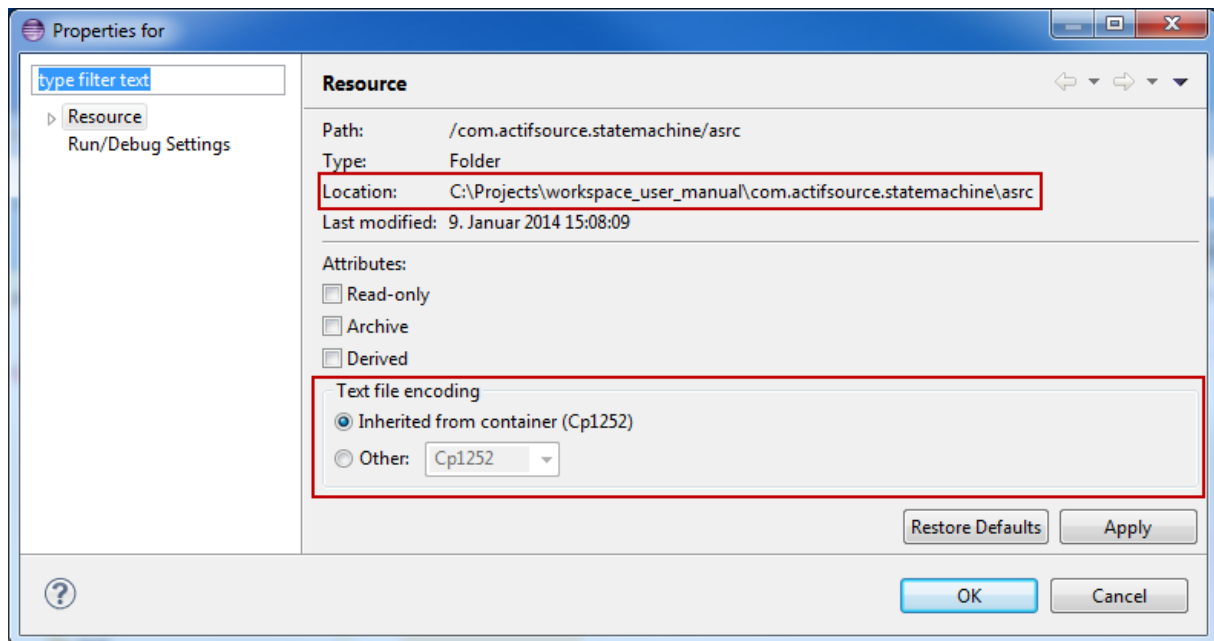 Properties for
type filter text
Resource
Run/Debug Settings
Resource
Path: /com.actifsource.statemachine/asrc
Type: Folder
Location: C:\Projects\workspace_user_manual\com.actifsource.statemachine\asrc
Last modified: 9. Januar 2014 15:08:09
Attributes:
Read-only
Archive
Derived
Text file encoding
Inherited from container (Cp1252)
Other: Cp1252
Restore Defaults Apply
OK Cancel